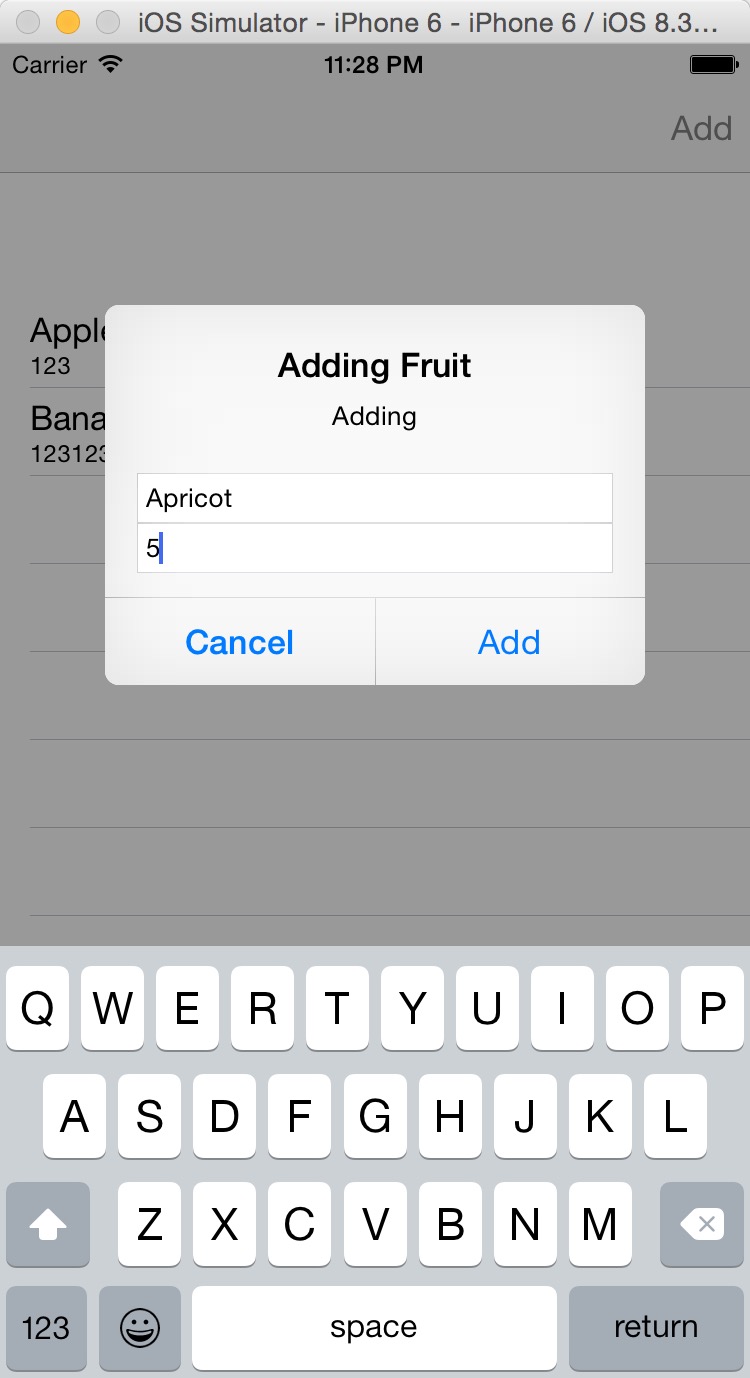 iOS Simulator - iPhone 6 - iPhone 6 / iOS 8.3...
Carrier 11:28 PM
Add
Apple
123
Bana
123123
Adding Fruit
Adding
Apricot
5
Cancel Add
Q W E R T Y U I O P
A S D F G H J K L
Z X C V B N M
123 space return